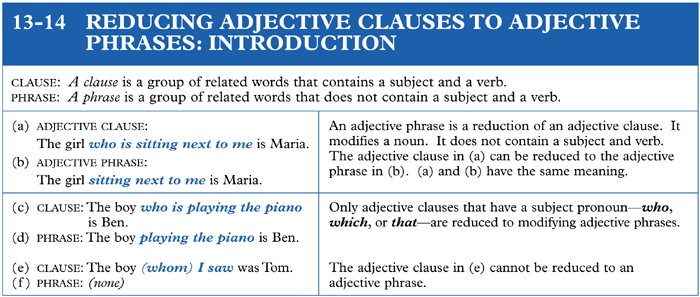 13-14 REDUCING ADJECTIVE CLAUSES TO ADJECTIVE
PHRASES: INTRODUCTION
CLAUSE: A clause is a group of related words that contains a subject and a verb.
PHRASE: A phrase is a group of related words that does not contain a subject and a verb.
(a) ADJECTIVE CLAUSE:
The girl who is sitting next to me is Maria.
(b) ADJECTIVE PHRASE:
The girl sitting next to me is Maria.
An adjective phrase is a reduction of an adjective clause. It
modifies a noun. It does not contain a subject and verb.
The adjective clause in (a) can be reduced to the adjective
phrase in (b). (a) and (b) have the same meaning.
(c) CLAUSE: The boy who is playing the piano
is Ben.
(d) PHRASE: The boy playing the piano is Ben.
Only adjective clauses that have a subject pronoun—who,
which, or that—are reduced to modifying adjective phrases.
(e) CLAUSE: The boy (whom) I saw was Tom.
(f) PHRASE: (none)
The adjective clause in (e) cannot be reduced to an
adjective phrase.